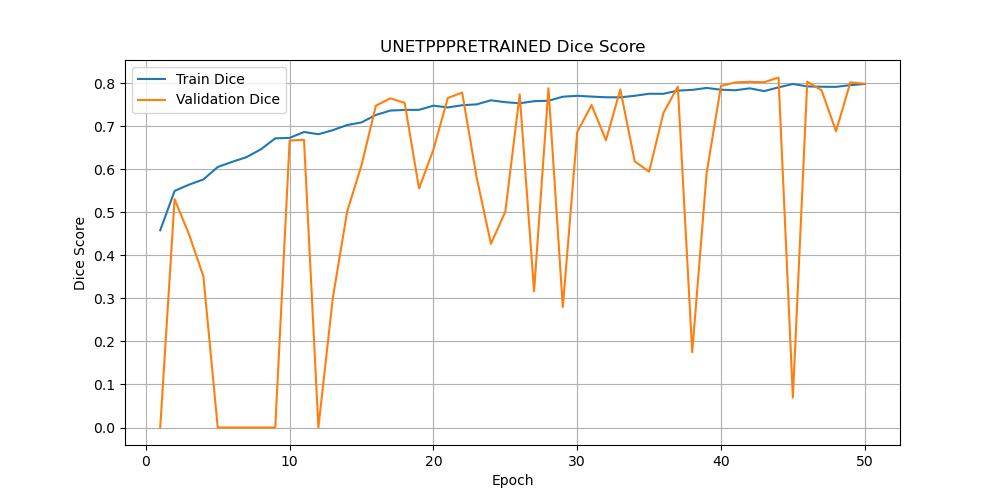 UNETPPPRETRAINED Dice Score
Train Dice
Validation Dice
0.8
0.7
0.6
0.5
0.4
0.3
0.2
0.1
0.0
Dice Score
0 10 20 30 40 50
Epoch